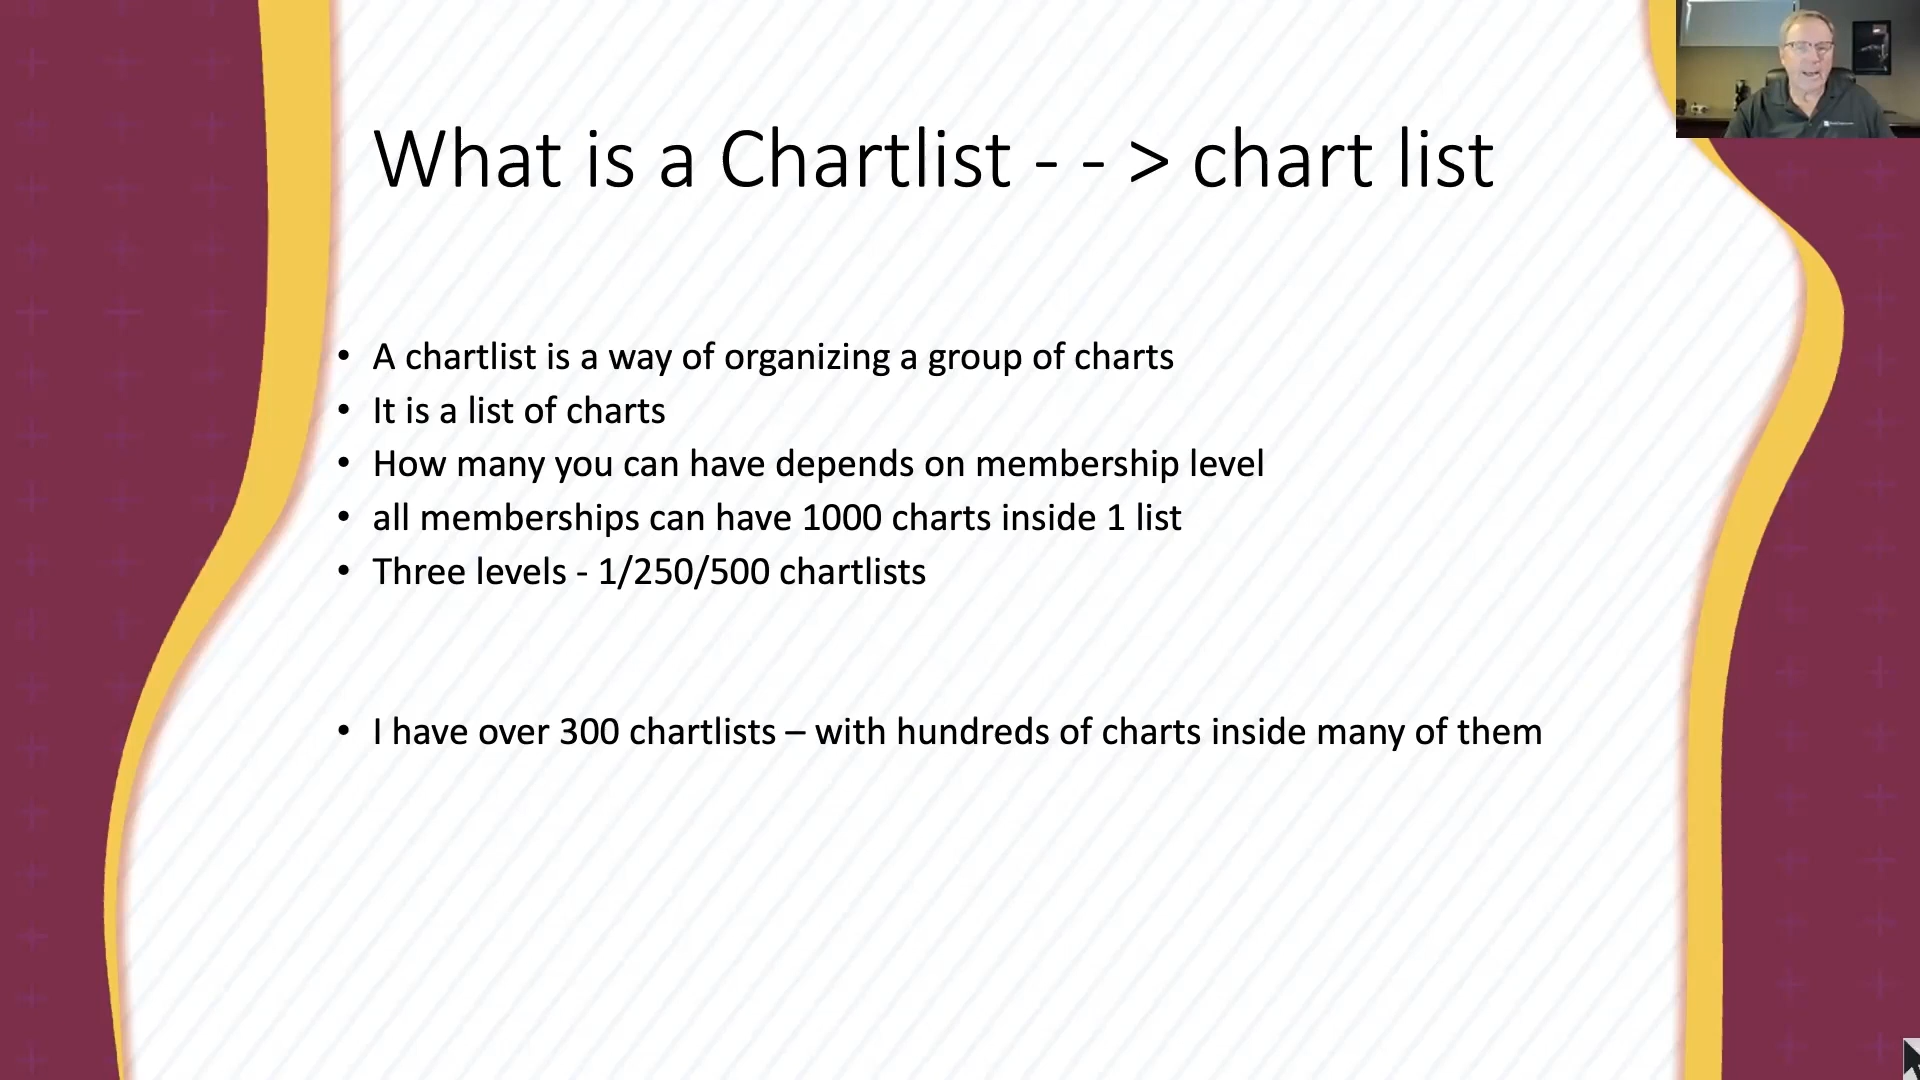 What is a Chartlist - - > chart list
• A chartlist is a way of organizing a group of charts
• It is a list of charts
• How many you can have depends on membership level
• all memberships can have 1000 charts inside 1 list
• Three levels - 1/250/500 chartlists
• I have over 300 chartlists – with hundreds of charts inside many of them